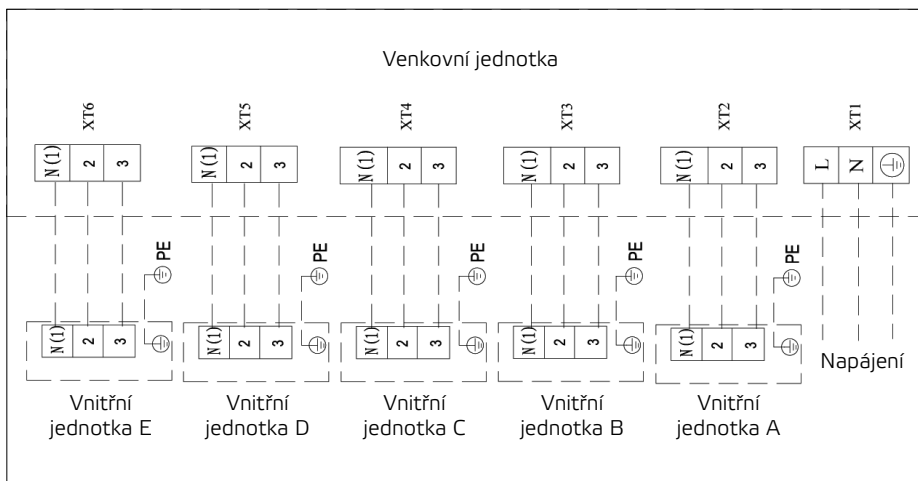 Venkovní jednotka
XT6 XT5 XT4 XT3 XT2 XT1
N(1) 2 3 N(1) 2 3 N(1) 2 3 N(1) 2 3 N(1) 2 3 L N
PE PE PE PE PE
N(1) 2 3 N(1) 2 3 N(1) 2 3 N(1) 2 3 N(1) 2 3
Napájení
Vnitřní Vnitřní Vnitřní Vnitřní Vnitřní
jednotka E jednotka D jednotka C jednotka B jednotka A